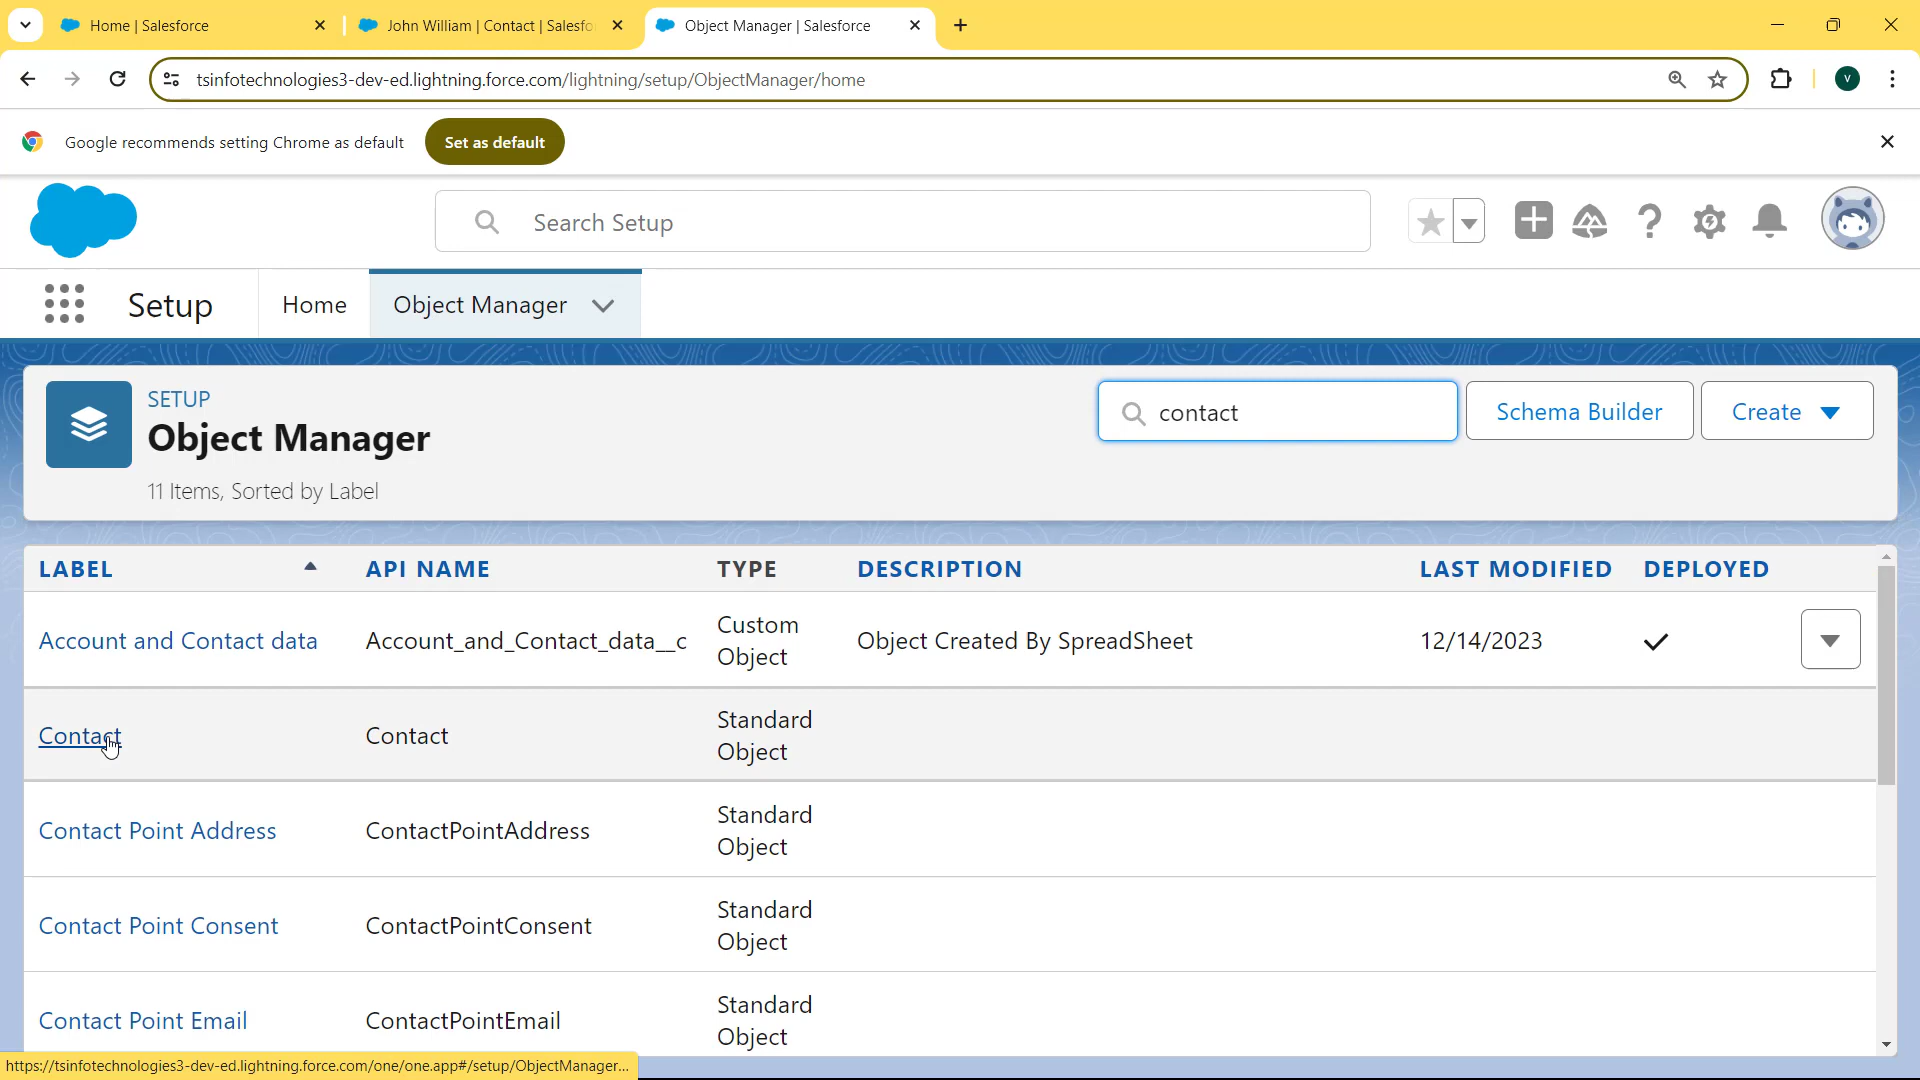 Home | Salesforce
John William | Contact | Salesfo
Object Manager | Salesforce
tsinfotechnologies3-dev-ed.lightning.force.com/lightning/setup/ObjectManager/home
V
Google recommends setting Chrome as default
Set as default
Search Setup
Setup
Home
Object Manager
SETUP
Object Manager
11 Items, Sorted by Label
contact
Schema Builder
Create
LABEL API NAME TYPE DESCRIPTION LAST MODIFIED DEPLOYED
Account and Contact data Account_and_Contact_data__c Custom Object Object Created By SpreadSheet 12/14/2023
Contact Contact Standard Object
Contact Point Address ContactPointAddress Standard Object
Contact Point Consent ContactPointConsent Standard Object
Contact Point Email ContactPointEmail Standard Object
https://tsinfotechnologies3-dev-ed.lightning.force.com/one/one.app#/setup/ObjectManager...